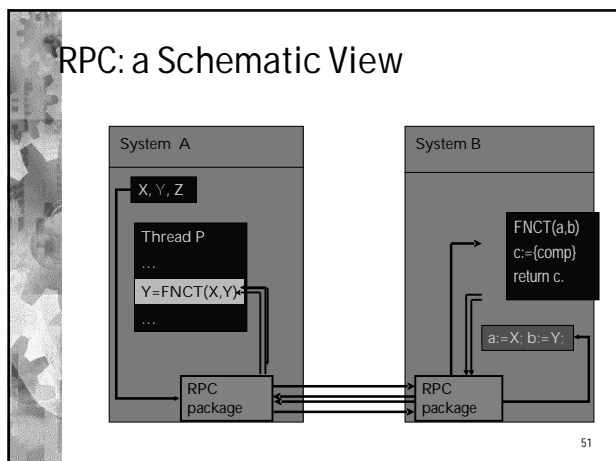 RPC: a Schematic View
System A
X, Y, Z
Thread P
...
Y=FNCT(X,Y)
...
RPC
package
System B
FNCT(a,b)
c:={comp}
return c.
a:=X; b:=Y;
RPC
package
51